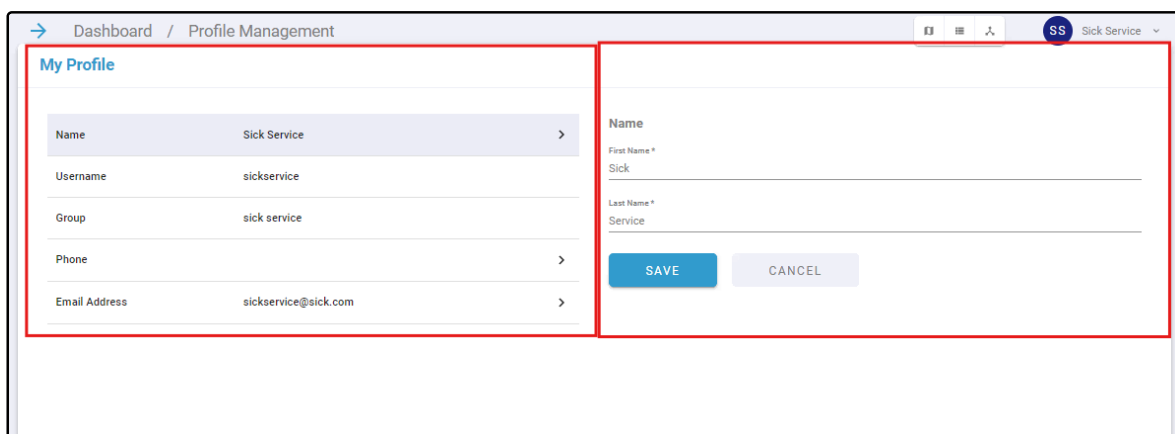 Dashboard / Profile Management
SS Sick Service
My Profile
Name Sick Service
Username sickservice
Group sick service
Phone
Email Address sickservice@sick.com
Name
First Name *
Sick
Last Name *
Service
SAVE CANCEL